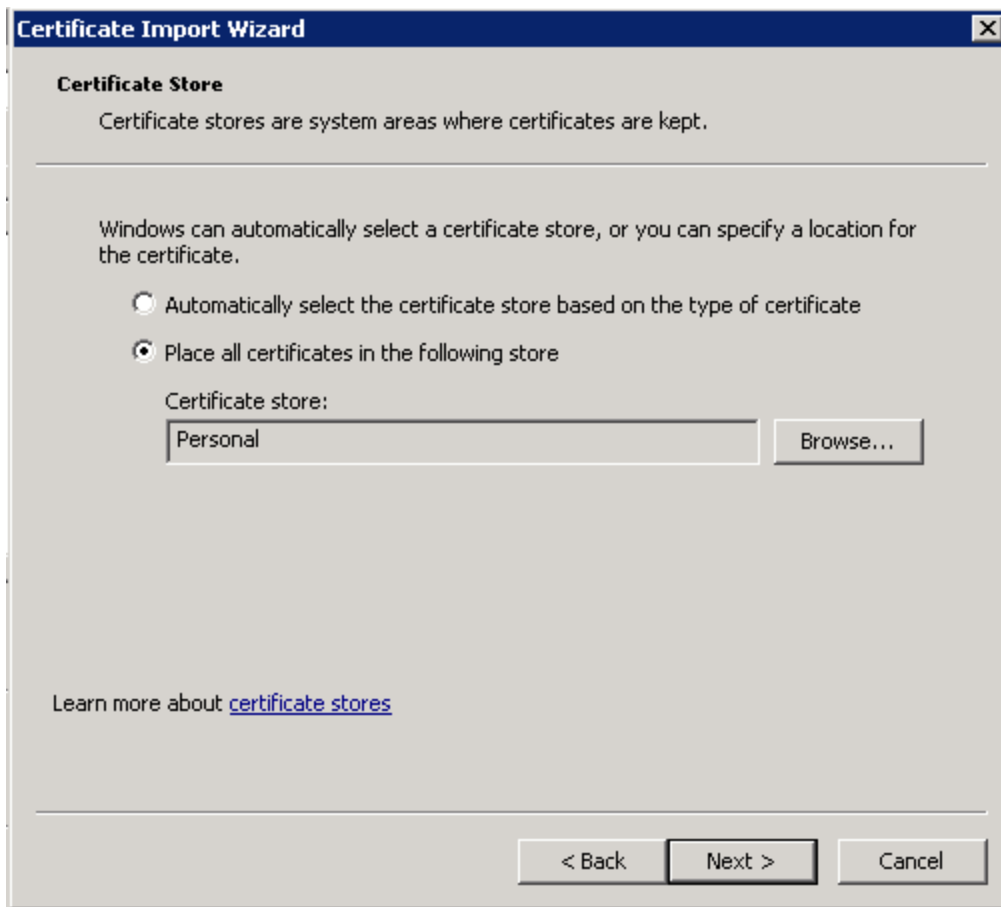 Certificate Import Wizard
Certificate Store
Certificate stores are system areas where certificates are kept.
Windows can automatically select a certificate store, or you can specify a location for
the certificate.
Automatically select the certificate store based on the type of certificate
Place all certificates in the following store
Certificate store:
Personal
Browse...
Learn more about certificate stores
< Back
Next >
Cancel